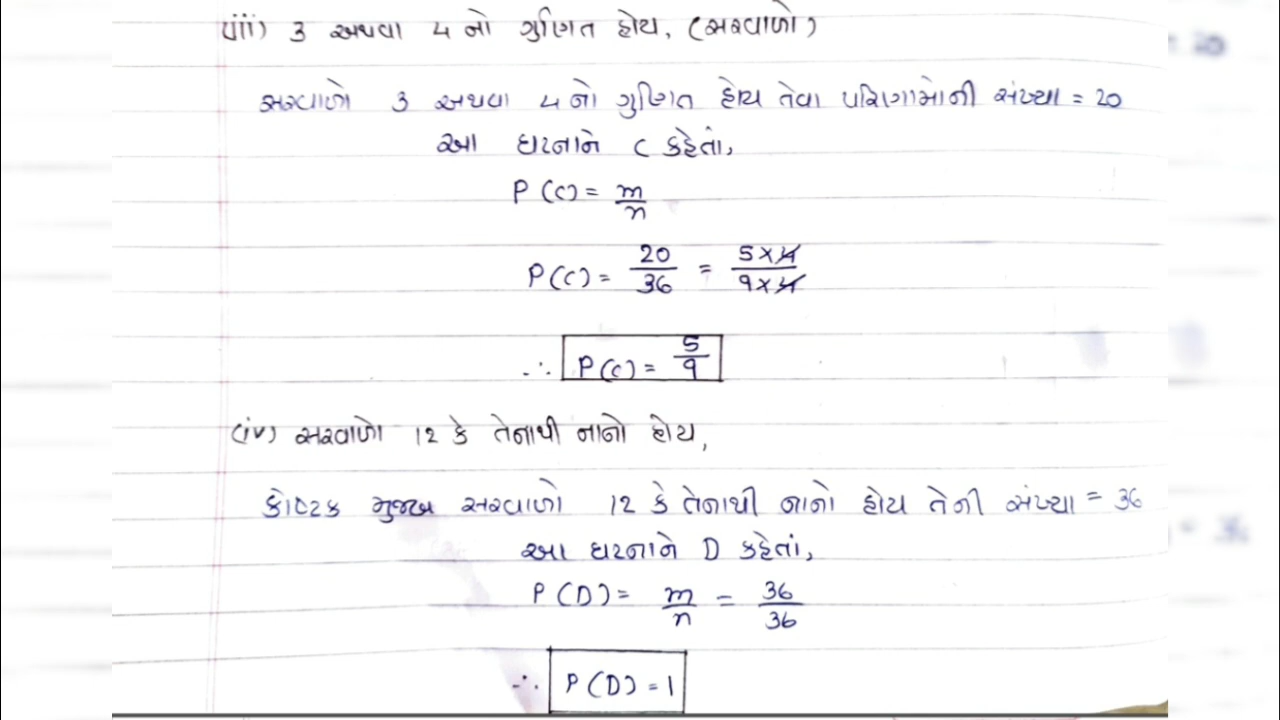 (iii) 3 અથવા 4 નો ગુણિત હોય, (સરવાળો)
સરવાળો 3 અથવા 4 નો ગુણિત હોય તેવા પરિણામોની સંખ્યા = 20
આ ઘટનાને C કહેતાં,
P(C) = m/n
P(C) = 20/36 = 5×4/9×4
∴ P(C) = 5/9
(iv) સરવાળો 12 કે તેનાથી નાનો હોય,
કોષ્ટક મુજબ સરવાળો 12 કે તેનાથી નાનો હોય તેની સંખ્યા = 36
આ ઘટનાને D કહેતાં,
P(D) = m/n = 36/36
∴ P(D) = 1